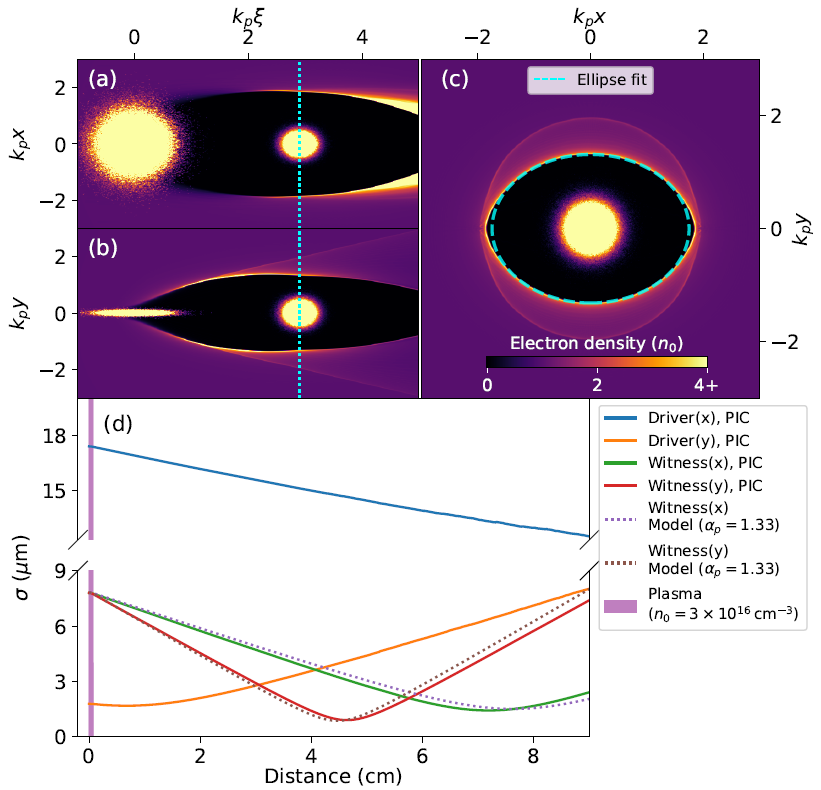 k_pξ
k_px
0
2
4
−2
0
2
(a)
(c)
Ellipse fit
2
0
−2
k_px
2
0
−2
k_py
(b)
2
0
−2
k_py
Electron density (n_0)
0
2
4+
(d)
18
15
9
6
3
0
σ (μm)
0
2
4
6
8
Distance (cm)
Driver(x), PIC
Driver(y), PIC
Witness(x), PIC
Witness(y), PIC
Witness(x)
Model (α_p = 1.33)
Witness(y)
Model (α_p = 1.33)
Plasma
(n_0 = 3 × 10^16 cm^−3)